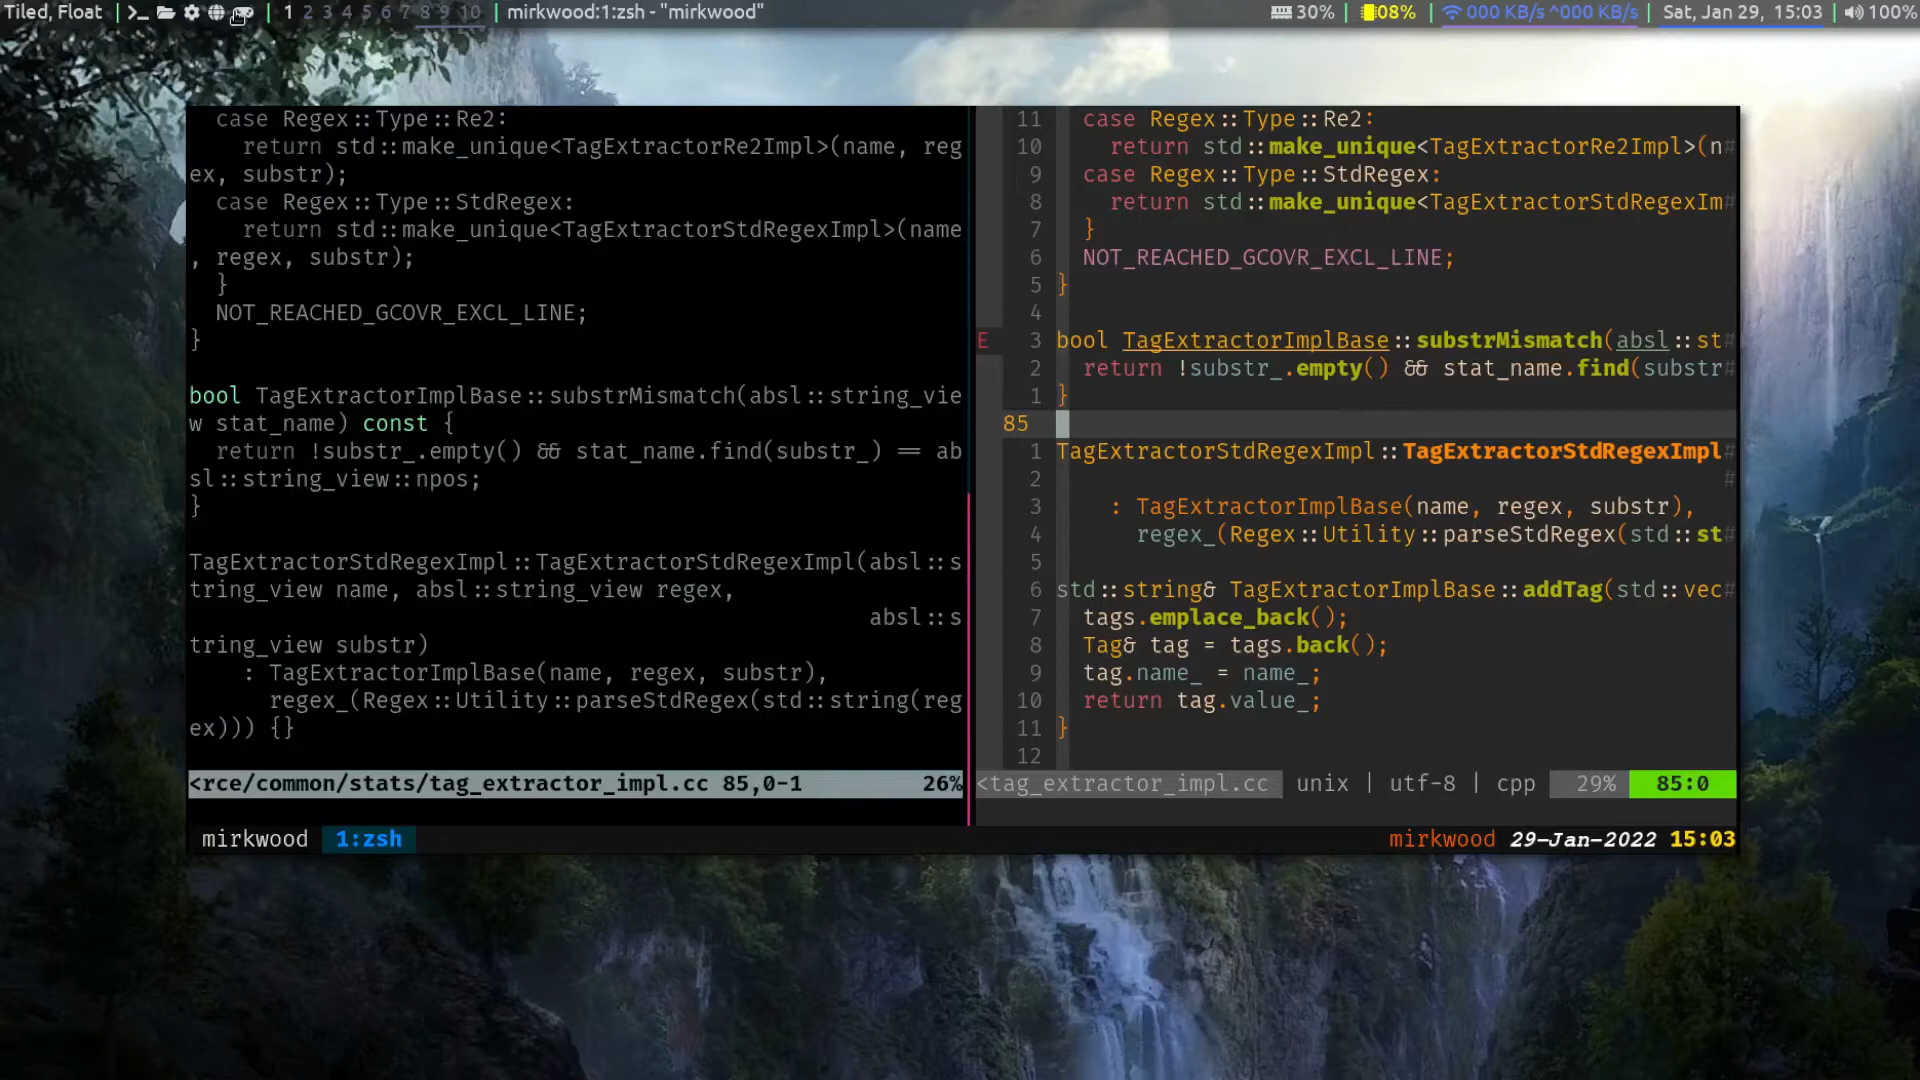 Tiled, Float | 1 2 3 4 5 6 7 8 9 10 | mirkwood:1:zsh - "mirkwood"
30% | 08% | 000 KB/s ^000 KB/s | Sat, Jan 29, 15:03 | 100%
case Regex::Type::Re2:
return std::make_unique<TagExtractorRe2Impl>(name, reg
ex, substr);
case Regex::Type::StdRegex:
return std::make_unique<TagExtractorStdRegexImpl>(name
, regex, substr);
}
NOT_REACHED_GCOVR_EXCL_LINE;
}
bool TagExtractorImplBase::substrMismatch(absl::string_vie
w stat_name) const {
return !substr_.empty() && stat_name.find(substr_) == ab
sl::string_view::npos;
}
TagExtractorStdRegexImpl::TagExtractorStdRegexImpl(absl::s
tring_view name, absl::string_view regex,
absl::s
tring_view substr)
: TagExtractorImplBase(name, regex, substr),
regex_(Regex::Utility::parseStdRegex(std::string(reg
ex))) {}
<rce/common/stats/tag_extractor_impl.cc 85,0-1 26%
11 case Regex::Type::Re2:
10 return std::make_unique<TagExtractorRe2Impl>(n#
9 case Regex::Type::StdRegex:
8 return std::make_unique<TagExtractorStdRegexIm#
7 }
6 NOT_REACHED_GCOVR_EXCL_LINE;
5 }
4
E 3 bool TagExtractorImplBase::substrMismatch(absl::st#
2 return !substr_.empty() && stat_name.find(substr#
1 }
85
1 TagExtractorStdRegexImpl::TagExtractorStdRegexImpl#
2 #
3 : TagExtractorImplBase(name, regex, substr),
4 regex_(Regex::Utility::parseStdRegex(std::st#
5
6 std::string& TagExtractorImplBase::addTag(std::vec#
7 tags.emplace_back();
8 Tag& tag = tags.back();
9 tag.name_ = name_;
10 return tag.value_;
11 }
12
<tag_extractor_impl.cc unix | utf-8 | cpp 29% 85:0
mirkwood 1:zsh
mirkwood 29-Jan-2022 15:03